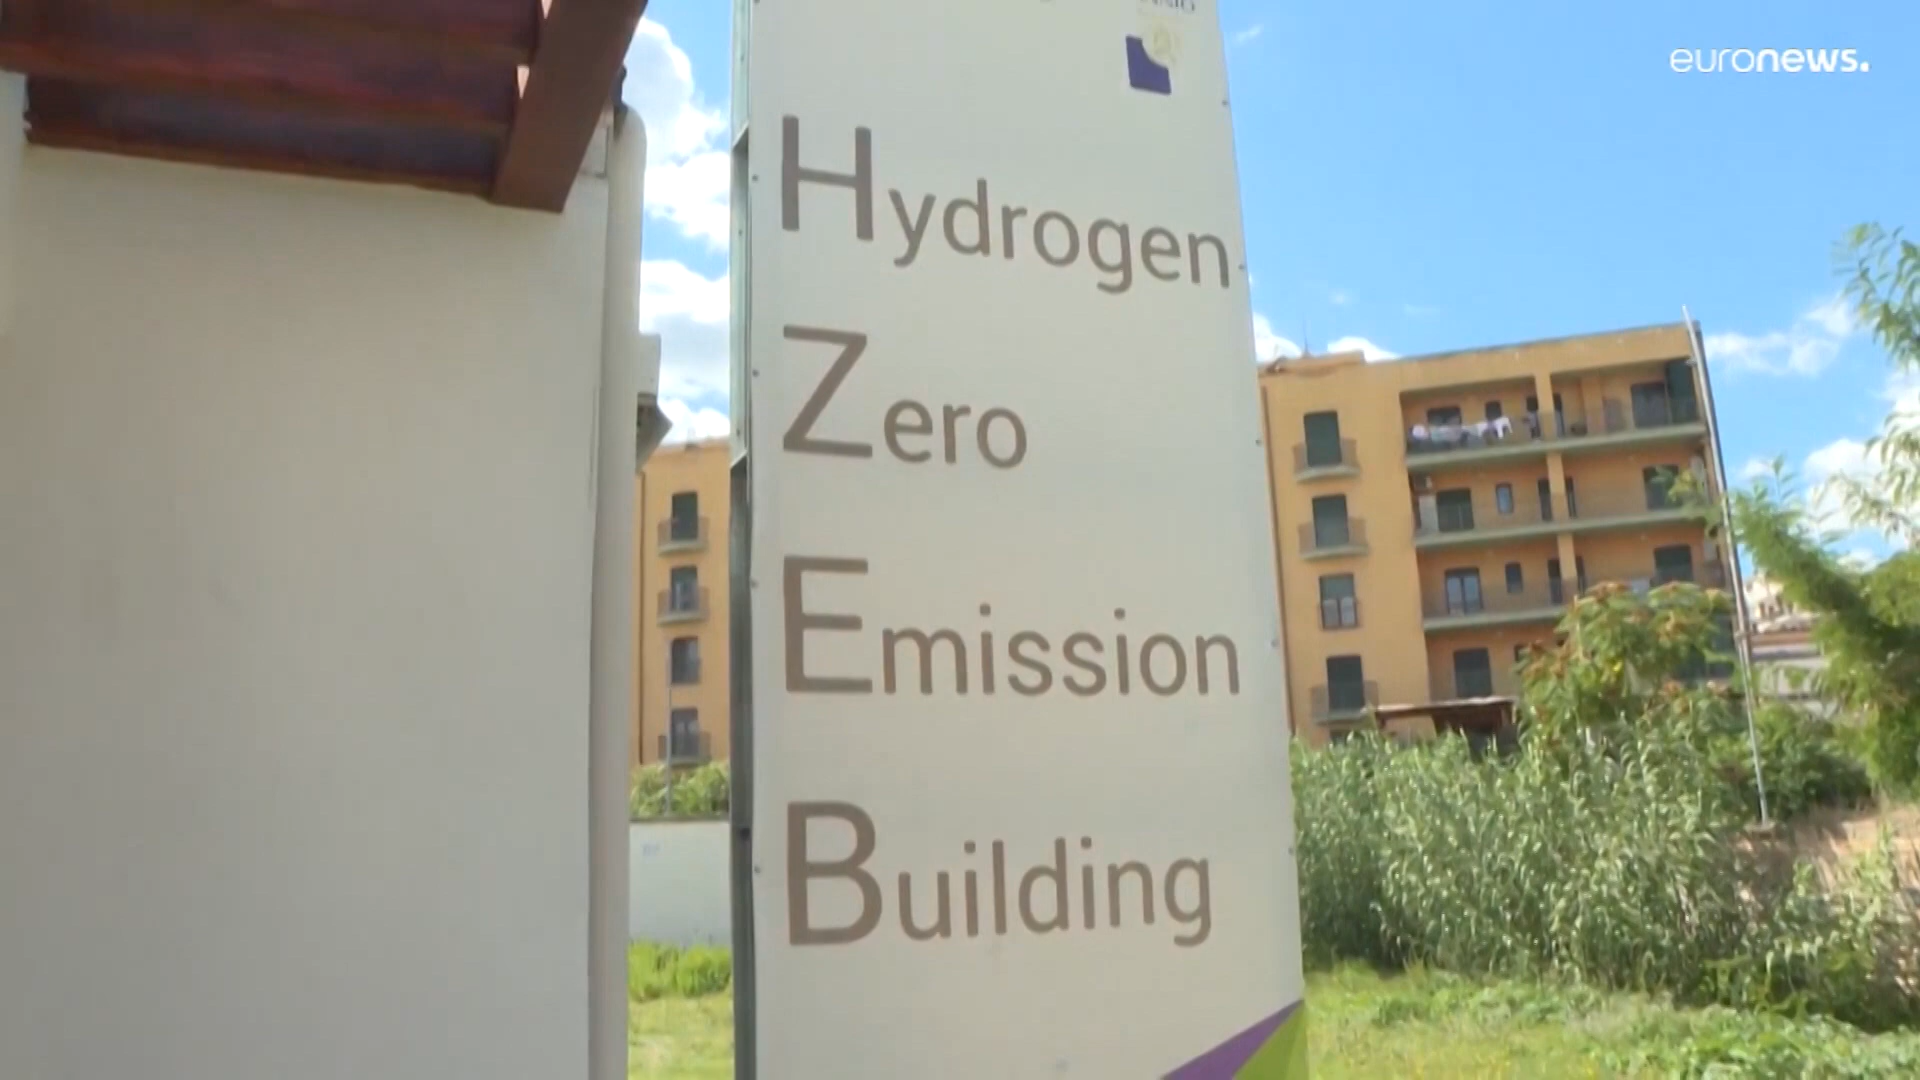 euronews.
Hydrogen
Zero
Emission
Building